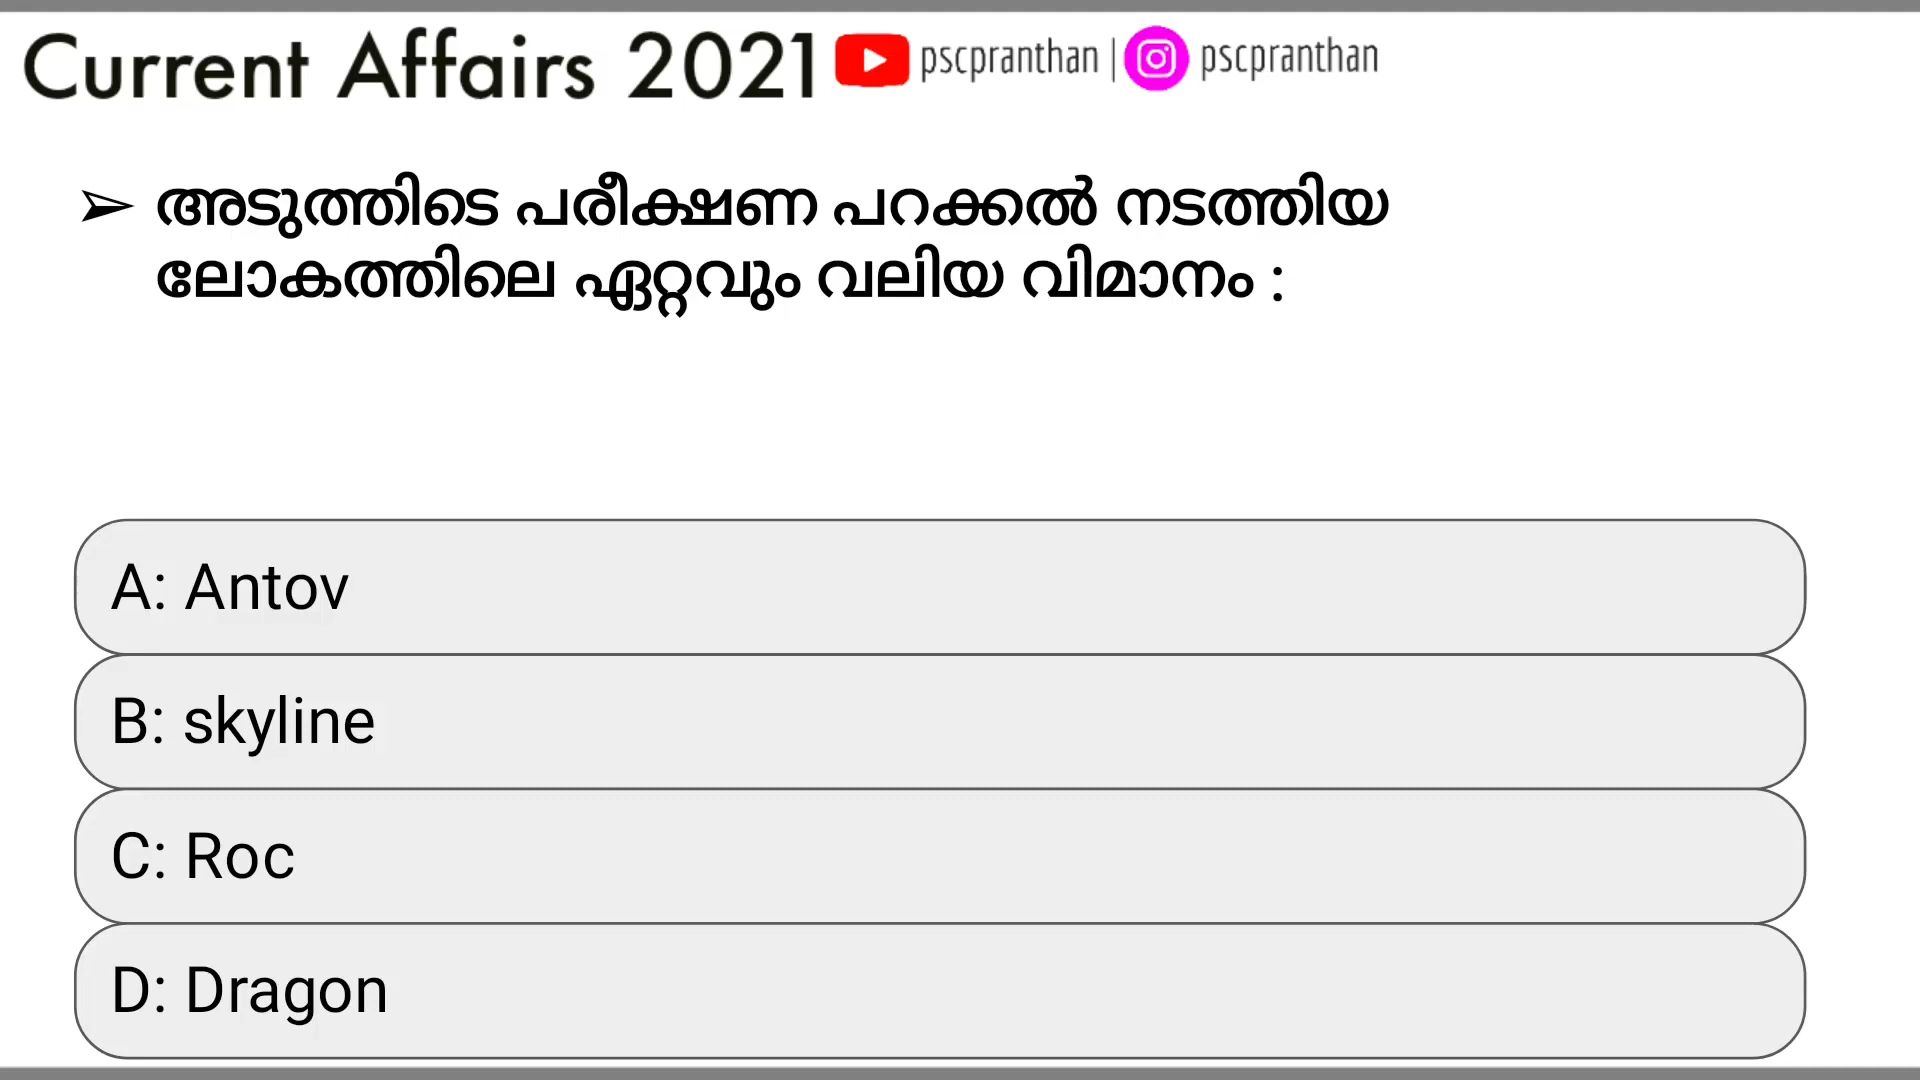 Current Affairs 2021 pscpranthan | pscpranthan
➢ അടുത്തിടെ പരീക്ഷണ പറക്കൽ നടത്തിയ
ലോകത്തിലെ ഏറ്റവും വലിയ വിമാനം :
A: Antov
B: skyline
C: Roc
D: Dragon